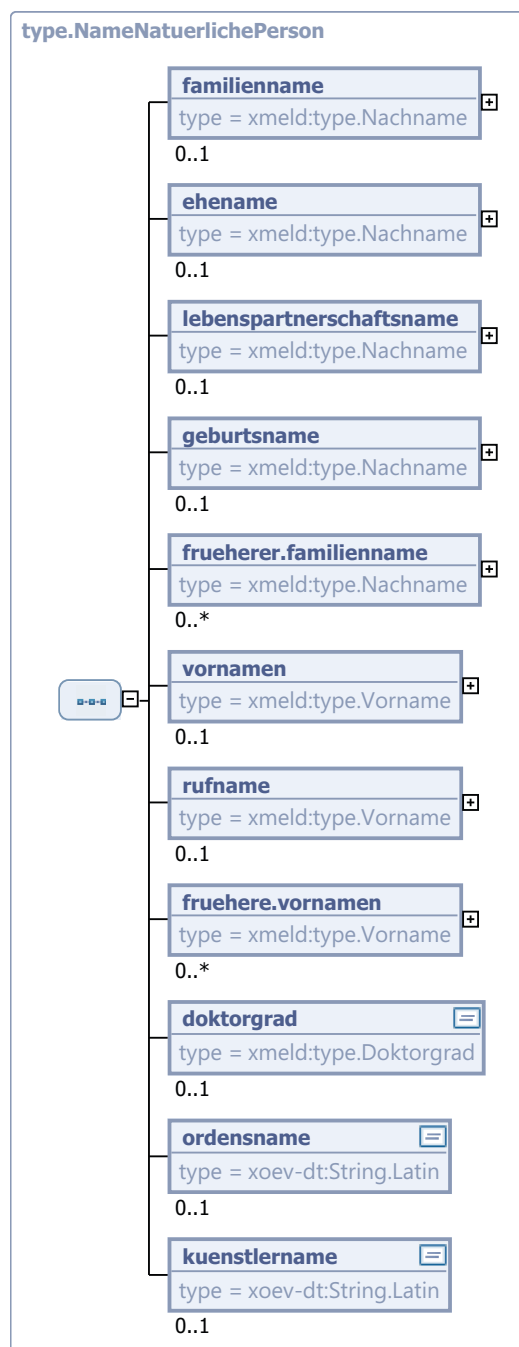 type.NameNatuerlichePerson
familienname
type = xmeld:type.Nachname
0..1
ehename
type = xmeld:type.Nachname
0..1
lebenspartnerschaftsname
type = xmeld:type.Nachname
0..1
geburtsname
type = xmeld:type.Nachname
0..1
frueherer.familienname
type = xmeld:type.Nachname
0..*
vornamen
type = xmeld:type.Vorname
0..1
rufname
type = xmeld:type.Vorname
0..1
fruehere.vornamen
type = xmeld:type.Vorname
0..*
doktorgrad
type = xmeld:type.Doktorgrad
0..1
ordensname
type = xoev-dt:String.Latin
0..1
kuenstlername
type = xoev-dt:String.Latin
0..1